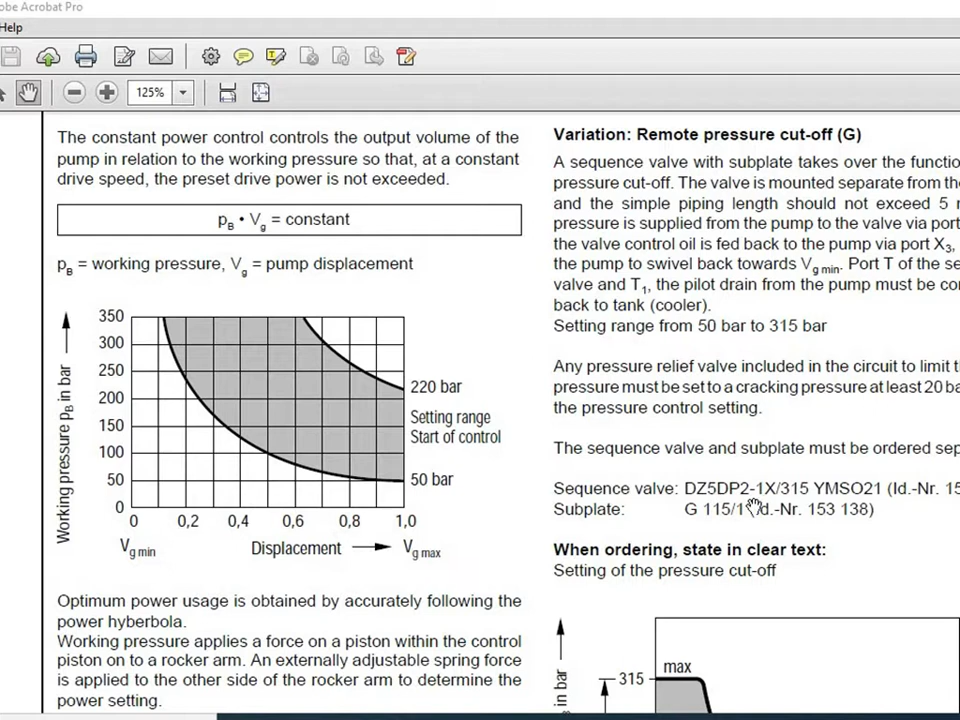 obe Acrobat Pro
Help
125%
The constant power control controls the output volume of the
pump in relation to the working pressure so that, at a constant
drive speed, the preset drive power is not exceeded.
pB • Vg = constant
pB = working pressure, Vg = pump displacement
Working pressure pB in bar
350
300
250
200
150
100
50
0
220 bar
Setting range
Start of control
50 bar
0 0,2 0,4 0,6 0,8 1,0
Vg min Displacement Vg max
Optimum power usage is obtained by accurately following the
power hyperbola.
Working pressure applies a force on a piston within the control
piston on to a rocker arm. An externally adjustable spring force
is applied to the other side of the rocker arm to determine the
power setting.
Variation: Remote pressure cut-off (G)
A sequence valve with subplate takes over the functio
pressure cut-off. The valve is mounted separate from the
and the simple piping length should not exceed 5 
pressure is supplied from the pump to the valve via port
the valve control oil is fed back to the pump via port X3,
the pump to swivel back towards Vg min. Port T of the se
valve and T1, the pilot drain from the pump must be co
back to tank (cooler).
Setting range from 50 bar to 315 bar
Any pressure relief valve included in the circuit to limit t
pressure must be set to a cracking pressure at least 20 ba
the pressure control setting.
The sequence valve and subplate must be ordered sep
Sequence valve: DZ5DP2-1X/315 YMSO21 (Id.-Nr. 15
Subplate: G 115/1 d.-Nr. 153 138)
When ordering, state in clear text:
Setting of the pressure cut-off
max
315
in bar